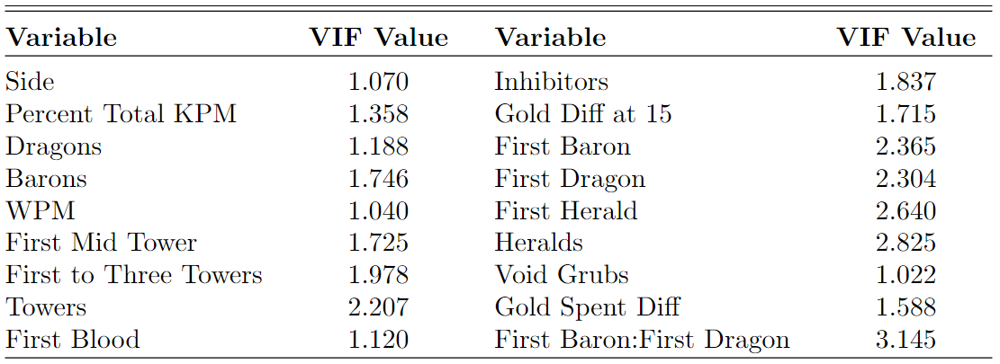 Variable VIF Value Variable VIF Value
Side 1.070 Inhibitors 1.837
Percent Total KPM 1.358 Gold Diff at 15 1.715
Dragons 1.188 First Baron 2.365
Barons 1.746 First Dragon 2.304
WPM 1.040 First Herald 2.640
First Mid Tower 1.725 Heralds 2.825
First to Three Towers 1.978 Void Grubs 1.022
Towers 2.207 Gold Spent Diff 1.588
First Blood 1.120 First Baron:First Dragon 3.145